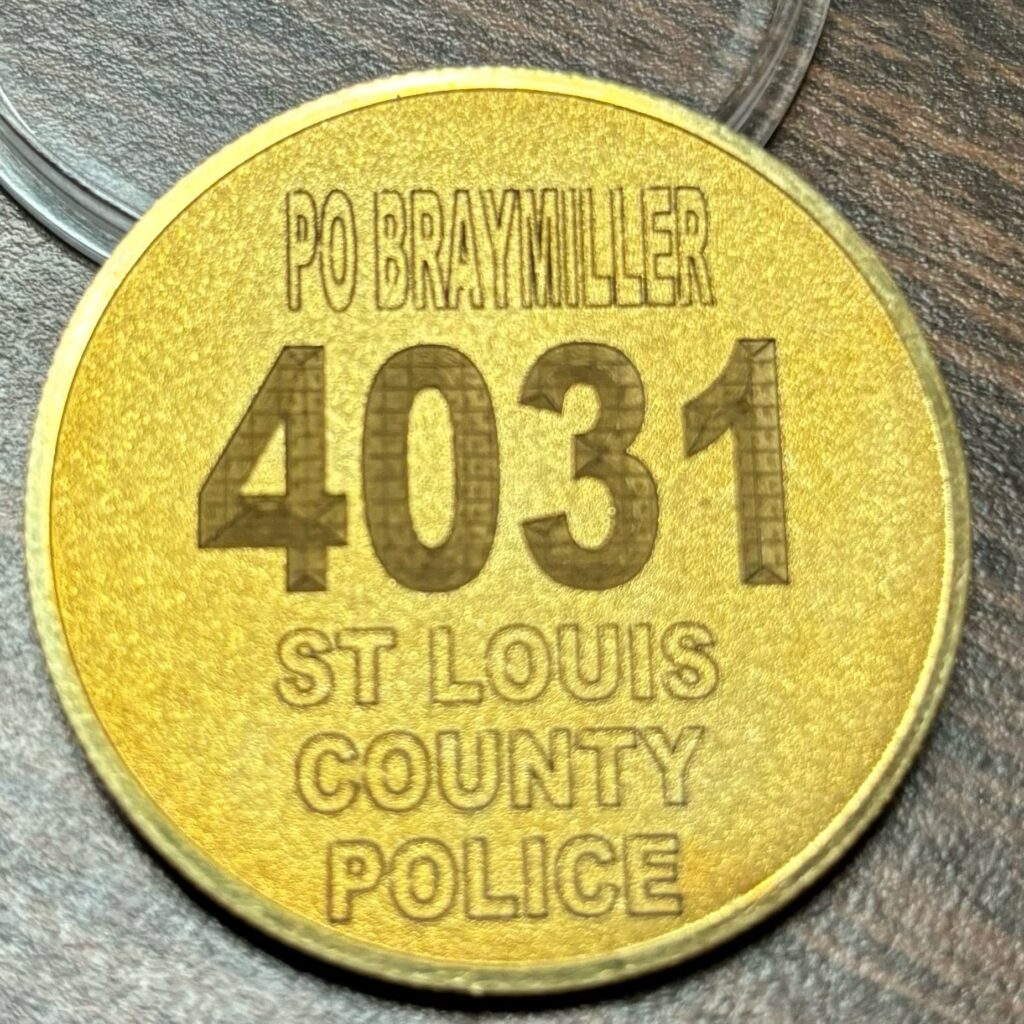 PO BRAYMILLER
4031
ST LOUIS
COUNTY
POLICE